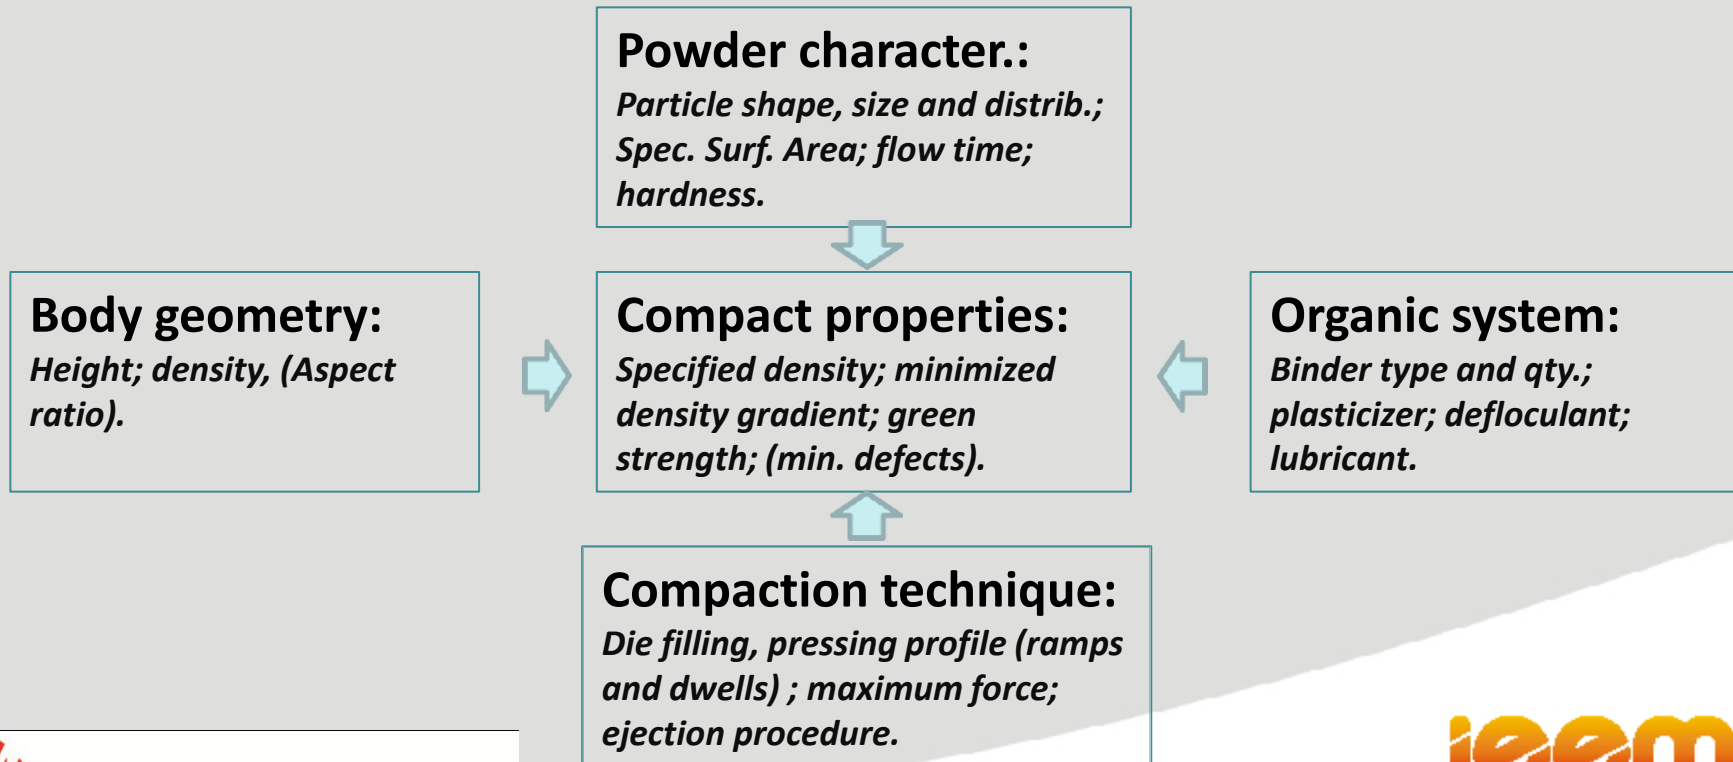 Powder character.:
Particle shape, size and distrib.;
Spec. Surf. Area; flow time;
hardness.
Body geometry:
Height; density, (Aspect
ratio).
Compact properties:
Specified density; minimized
density gradient; green
strength; (min. defects).
Organic system:
Binder type and qty.;
plasticizer; defloculant;
lubricant.
Compaction technique:
Die filling, pressing profile (ramps
and dwells) ; maximum force;
ejection procedure.